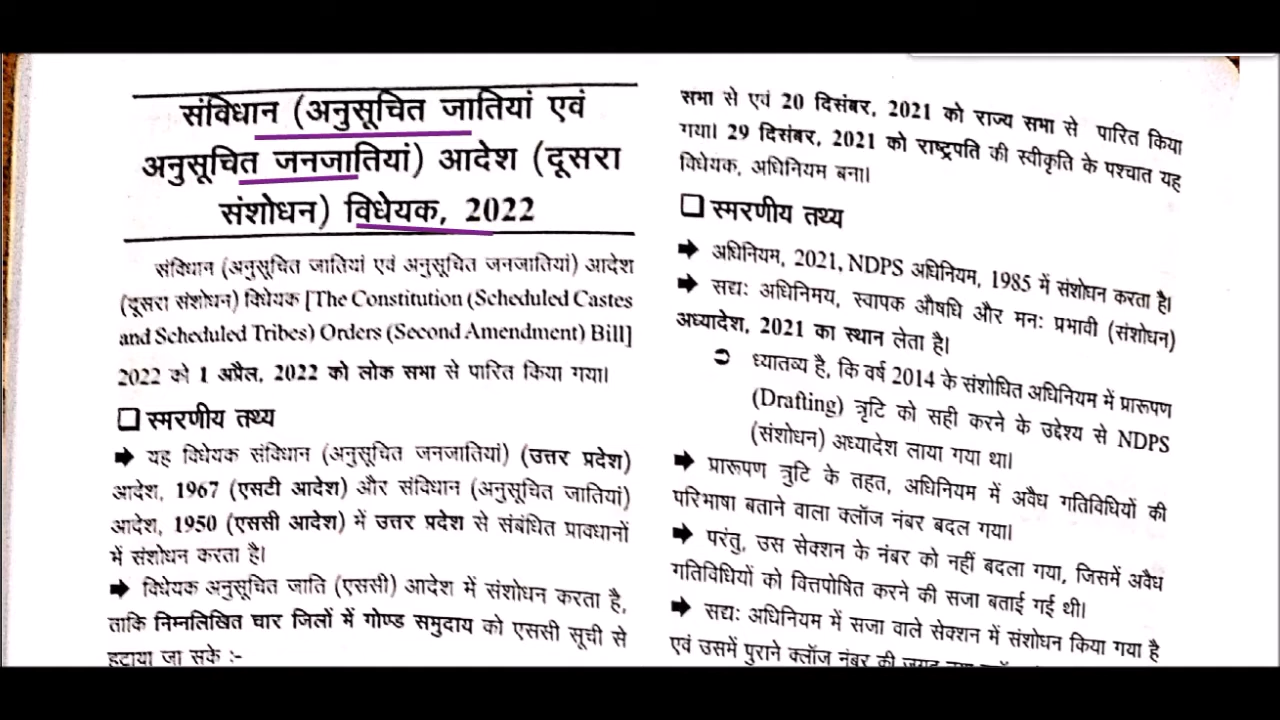 संविधान (अनुसूचित जातियां एवं
अनुसूचित जनजातियां) आदेश (दूसरा
संशोधन) विधेयक, 2022
संविधान (अनुसूचित जातियां एवं अनुसूचित जनजातियां) आदेश
(दूसरा संशोधन) विधेयक [The Constitution (Scheduled Castes
and Scheduled Tribes) Orders (Second Amendment) Bill]
2022 को 1 अप्रैल, 2022 को लोक सभा से पारित किया गया।
❑ स्मरणीय तथ्य
➡ यह विधेयक संविधान (अनुसूचित जनजातियां) (उत्तर प्रदेश)
आदेश, 1967 (एसटी आदेश) और संविधान (अनुसूचित जातियां)
आदेश, 1950 (एससी आदेश) में उत्तर प्रदेश से संबंधित प्रावधानों
में संशोधन करता है।
➡ विधेयक अनुसूचित जाति (एससी) आदेश में संशोधन करता है,
ताकि निम्नलिखित चार जिलों में गोण्ड समुदाय को एससी सूची से
हटाया जा सके :-
सभा से एवं 20 दिसंबर, 2021 को राज्य सभा से पारित किया
गया। 29 दिसंबर, 2021 को राष्ट्रपति की स्वीकृति के पश्चात यह
विधेयक, अधिनियम बना।
❑ स्मरणीय तथ्य
➡ अधिनियम, 2021, NDPS अधिनियम, 1985 में संशोधन करता है।
➡ सद्यः अधिनिमय, स्वापक औषधि और मनः प्रभावी (संशोधन)
अध्यादेश, 2021 का स्थान लेता है।
➲ ध्यातव्य है, कि वर्ष 2014 के संशोधित अधिनियम में प्रारूपण
(Drafting) त्रृटि को सही करने के उद्देश्य से NDPS
(संशोधन) अध्यादेश लाया गया था।
➡ प्रारूपण त्रुटि के तहत, अधिनियम में अवैध गतिविधियों की
परिभाषा बताने वाला क्लॉज नंबर बदल गया।
➡ परंतु, उस सेक्शन के नंबर को नहीं बदला गया, जिसमें अवैध
गतिविधियों को वित्तपोषित करने की सजा बताई गई थी।
➡ सद्यः अधिनियम में सजा वाले सेक्शन में संशोधन किया गया है
एवं उसमें पुराने क्लॉज नंबर की जगह